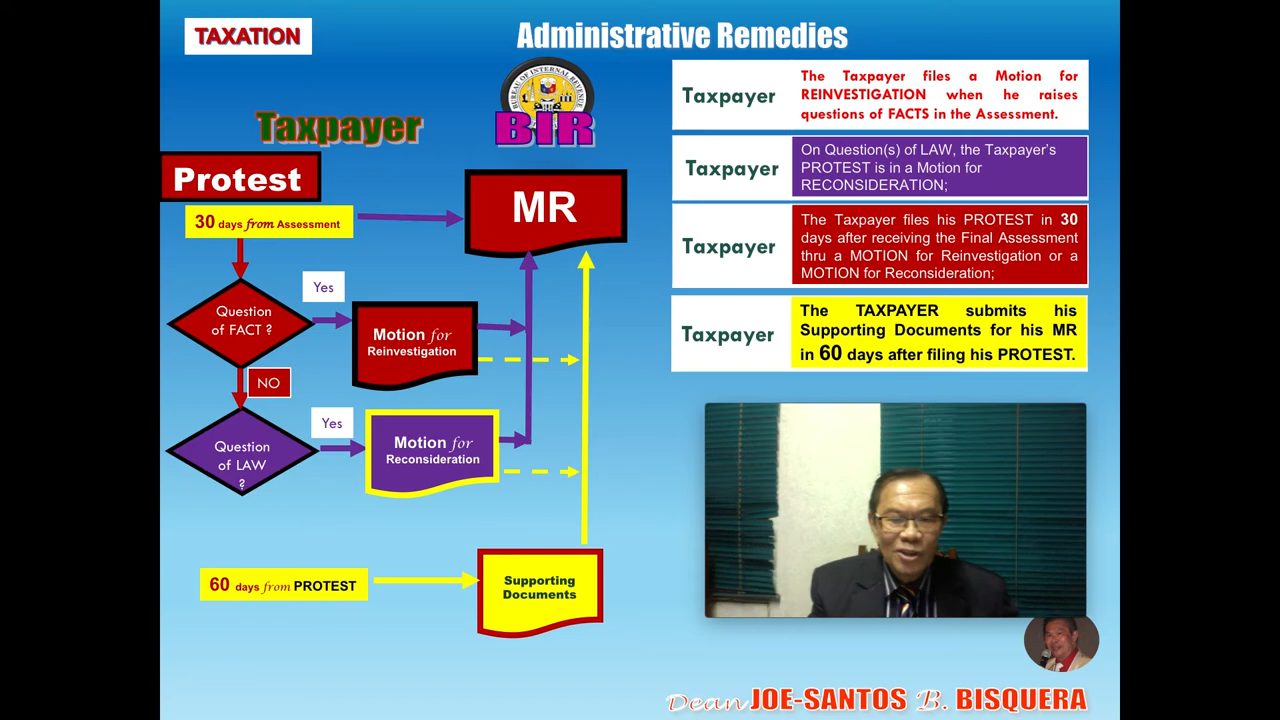 TAXATION
Administrative Remedies
BUREAU OF INTERNAL REVENUE
BIR
Taxpayer
Protest
30 days from Assessment
MR
Question
of FACT ?
Yes
Motion for
Reinvestigation
NO
Question
of LAW
?
Yes
Motion for
Reconsideration
60 days from PROTEST
Supporting
Documents
Taxpayer
The Taxpayer files a Motion for
REINVESTIGATION when he raises
questions of FACTS in the Assessment.
Taxpayer
On Question(s) of LAW, the Taxpayer's
PROTEST is in a Motion for
RECONSIDERATION;
Taxpayer
The Taxpayer files his PROTEST in 30
days after receiving the Final Assessment
thru a MOTION for Reinvestigation or a
MOTION for Reconsideration;
Taxpayer
The TAXPAYER submits his
Supporting Documents for his MR
in 60 days after filing his PROTEST.
Dean JOE-SANTOS B. BISQUERA